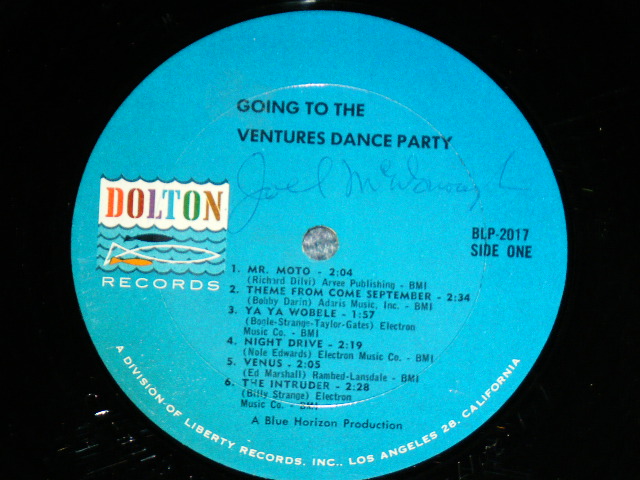 GOING TO THE
VENTURES DANCE PARTY
Joel
DOLTON
RECORDS
BLP-2017
SIDE ONE
1. MR. MOTO - 2:04
(Richard Dilvi) Arvee Publishing - BMI
2. THEME FROM COME SEPTEMBER - 2:34
(Bobby Darin) Adaris Music, Inc. - BMI
3. YA YA WOBBLE - 1:57
(Bogle-Strange-Taylor-Gates) Electron
Music Co. - BMI
4. NIGHT DRIVE - 2:19
(Nole Edwards) Electron Music Co. - BMI
5. VENUS - 2:05
(Ed Marshall) Rambed-Lansdale - BMI
6. THE INTRUDER - 2:28
(Billy Strange) Electron
Music Co. - BMI
A Blue Horizon Production
A DIVISION OF LIBERTY RECORDS, INC., LOS ANGELES 28, CALIFORNIA